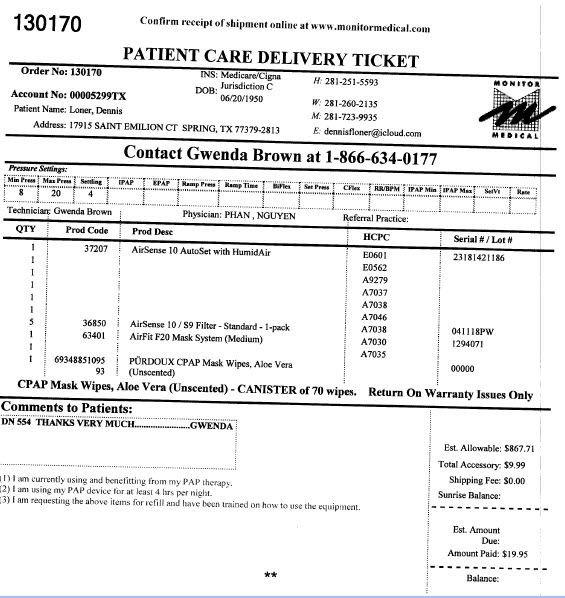 130170
Confirm receipt of shipment online at www.monitormedical.com
PATIENT CARE DELIVERY TICKET
Order No: 130170 INS: Medicare/Cigna H: 281-251-5593
Jurisdiction C
DOB: 06/20/1950
Account No: 00005299TX W: 281-260-2135
Patient Name: Loner, Dennis M: 281-723-9935
Address: 17915 SAINT EMILION CT SPRING, TX 77379-2813 E: dennisfloner@icloud.com
MONITOR
MEDICAL
Contact Gwenda Brown at 1-866-634-0177
Pressure Settings:
Min Press Max Press Settling IPAP EPAP Ramp Press Ramp Time BiFlex Set Press CFlex RR/BPM IPAP Min IPAP Max SetVt Rate
8 20 4
Technician: Gwenda Brown Physician: PHAN , NGUYEN Referral Practice:
QTY Prod Code Prod Desc HCPC Serial # / Lot #
1 37207 AirSense 10 AutoSet with HumidAir E0601 23181421186
1 E0562
1 A9279
1 A7037
1 A7038
1 A7046
5 36850 AirSense 10 / S9 Filter - Standard - 1-pack A7038 041118PW
1 63401 AirFit F20 Mask System (Medium) A7030 1294071
1 A7035
1 69348851095 PÜRDOUX CPAP Mask Wipes, Aloe Vera 00000
93 (Unscented)
CPAP Mask Wipes, Aloe Vera (Unscented) - CANISTER of 70 wipes. Return On Warranty Issues Only
Comments to Patients:
DN 554 THANKS VERY MUCH....................GWENDA
Est. Allowable: $867.71
Total Accessory: $9.99
Shipping Fee: $0.00
Sunrise Balance:
(1) I am currently using and benefitting from my PAP therapy.
(2) I am using my PAP device for at least 4 hrs per night.
(3) I am requesting the above items for refill and have been trained on how to use the equipment.
Est. Amount
Due:
Amount Paid: $19.95
**
Balance: